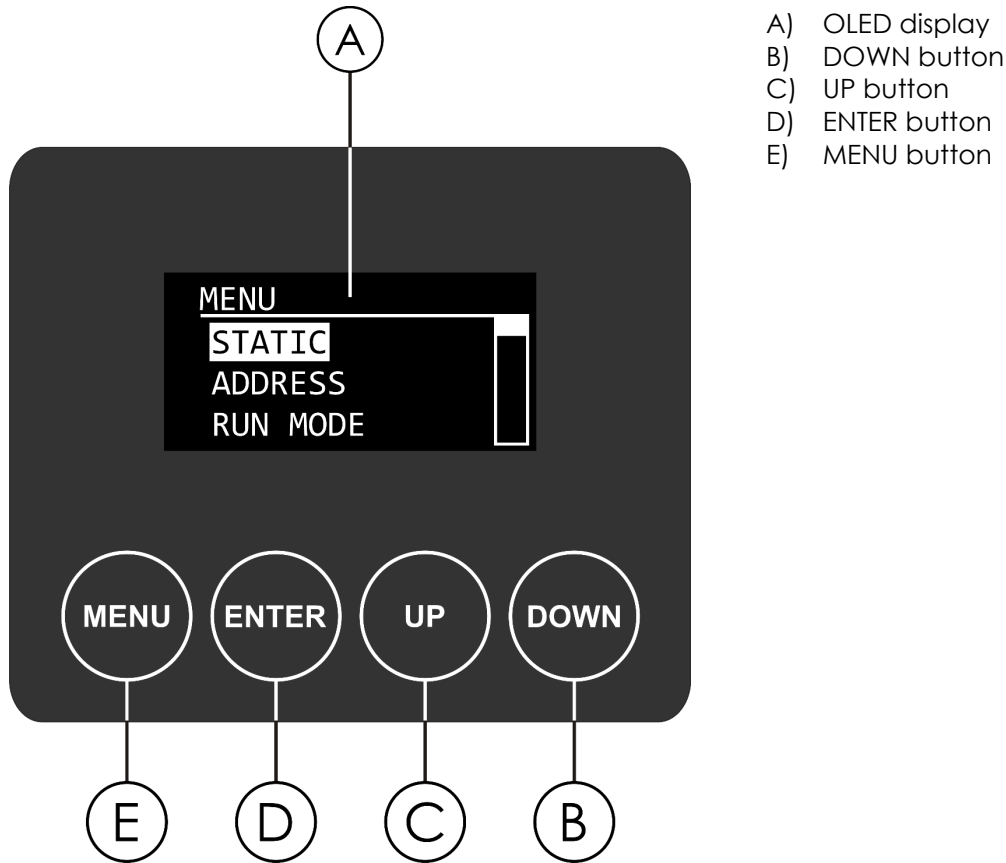 A
A) OLED display
B) DOWN button
C) UP button
D) ENTER button
E) MENU button
MENU
STATIC
ADDRESS
RUN MODE
MENU ENTER UP DOWN
E D C B